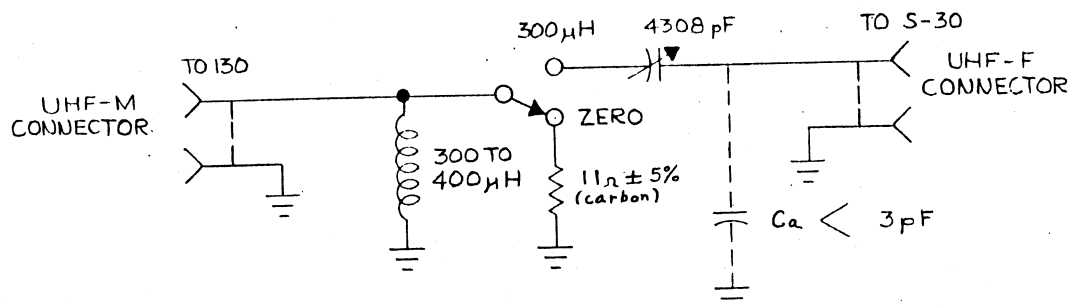 300μH
4308 pF
TO S-30
TO 130
UHF-M
CONNECTOR.
UHF-F
CONNECTOR
ZERO
300 TO
400μH
11Ω ± 5%
(carbon)
Ca < 3pF